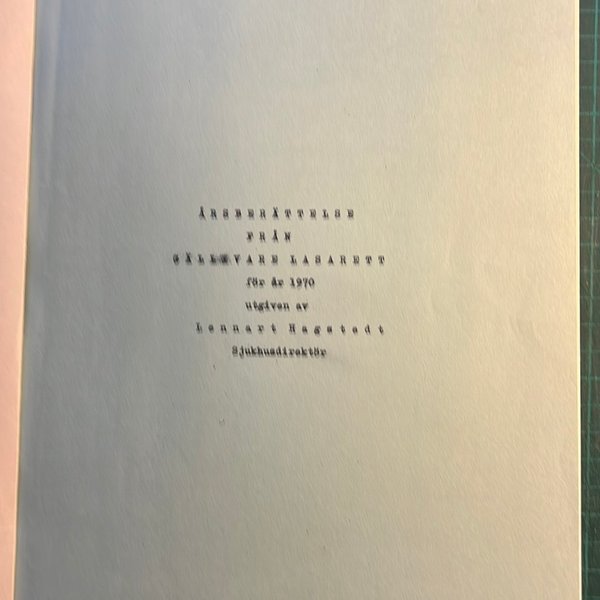 ÅRSBERÄTTELSE
FRÅN
GÄLLIVARE LASARETT
för år 1970
utgiven av
Lennart Hagstedt
Sjukhusdirektör